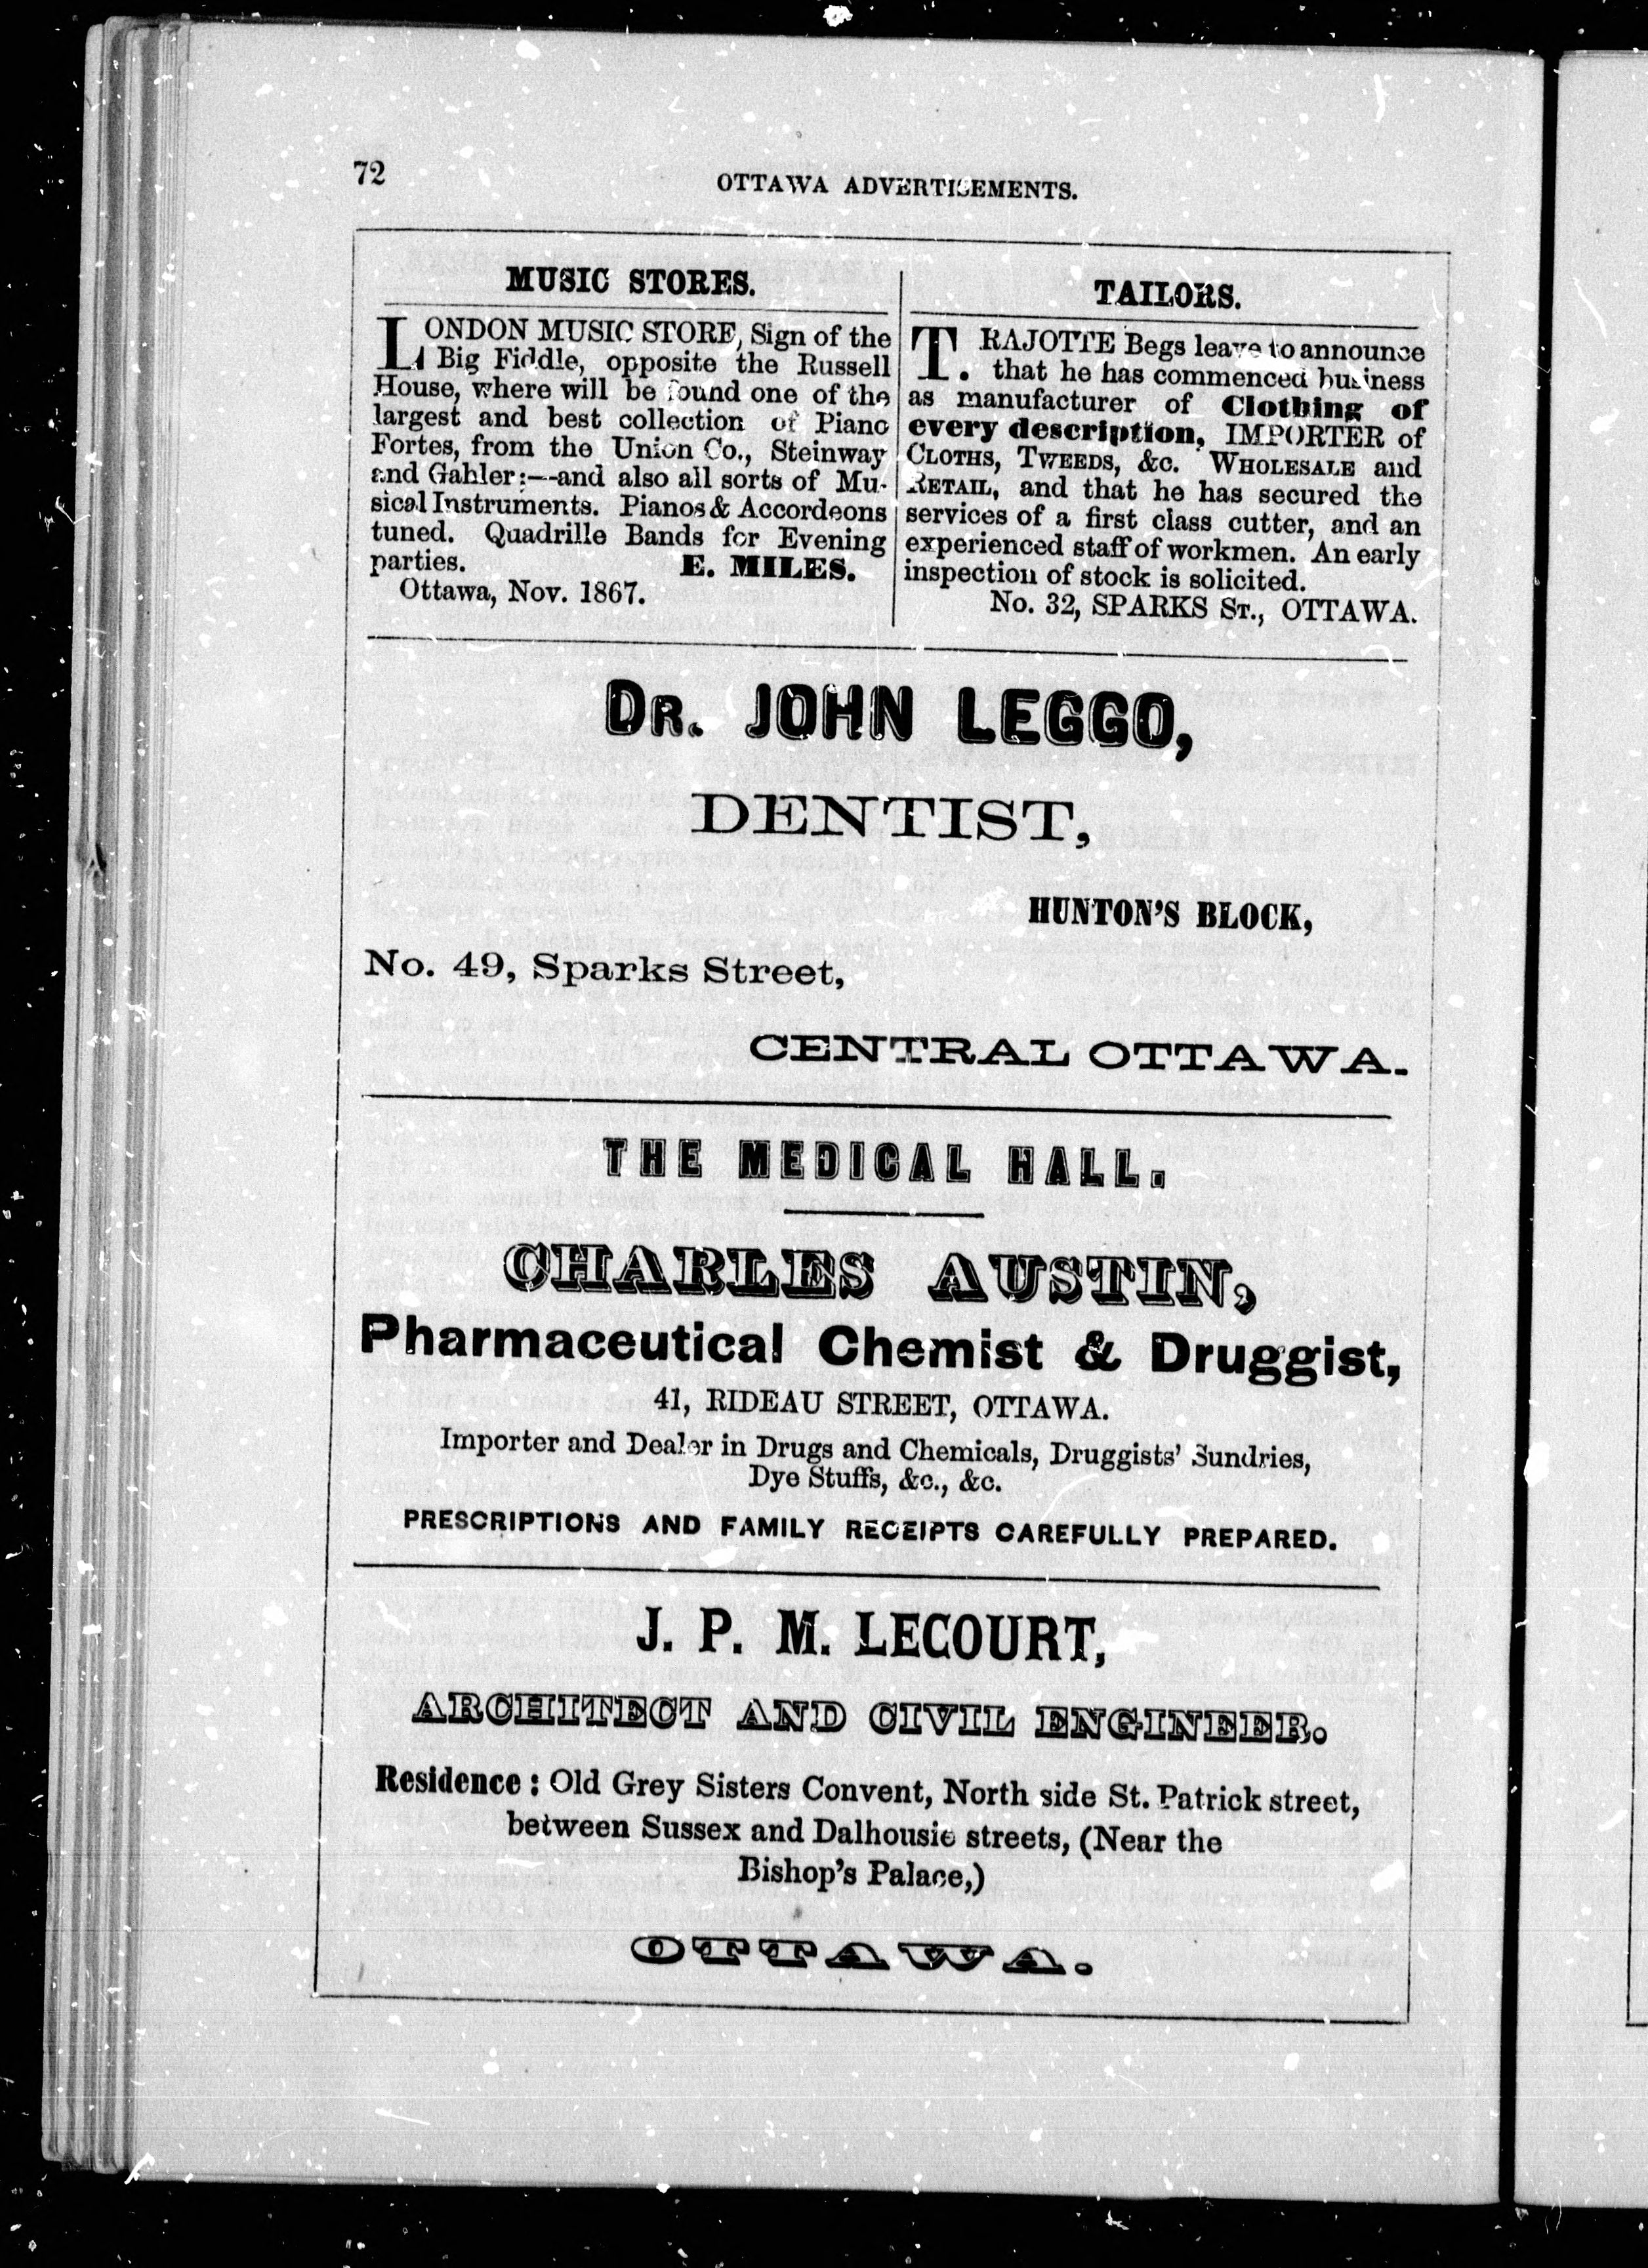 72
OTTAWA ADVERTISEMENTS.
MUSIC STORES.
LONDON MUSIC STORE, Sign of the
Big Fiddle, opposite the Russell
House, where will be found one of the
largest and best collection of Piano
Fortes, from the Union Co., Steinway
and Gahler:—and also all sorts of Mu-
sical Instruments. Pianos & Accordeons
tuned. Quadrille Bands for Evening
parties. E. MILES.
Ottawa, Nov. 1867.
TAILORS.
T. RAJOTTE Begs leave to announce
that he has commenced business
as manufacturer of Clothing of
every description, IMPORTER of
CLOTHS, TWEEDS, &c. WHOLESALE and
RETAIL, and that he has secured the
services of a first class cutter, and an
experienced staff of workmen. An early
inspection of stock is solicited.
No. 32, SPARKS ST., OTTAWA.
DR. JOHN LEGGO,
DENTIST,
HUNTON'S BLOCK,
No. 49, Sparks Street,
CENTRAL OTTAWA.
THE MEDICAL HALL.
CHARLES AUSTIN,
Pharmaceutical Chemist & Druggist,
41, RIDEAU STREET, OTTAWA.
Importer and Dealer in Drugs and Chemicals, Druggists' Sundries,
Dye Stuffs, &c., &c.
PRESCRIPTIONS AND FAMILY RECEIPTS CAREFULLY PREPARED.
J. P. M. LECOURT,
ARCHITECT AND CIVIL ENGINEER.
Residence: Old Grey Sisters Convent, North side St. Patrick street,
between Sussex and Dalhousie streets, (Near the
Bishop's Palace,)
OTTAWA.